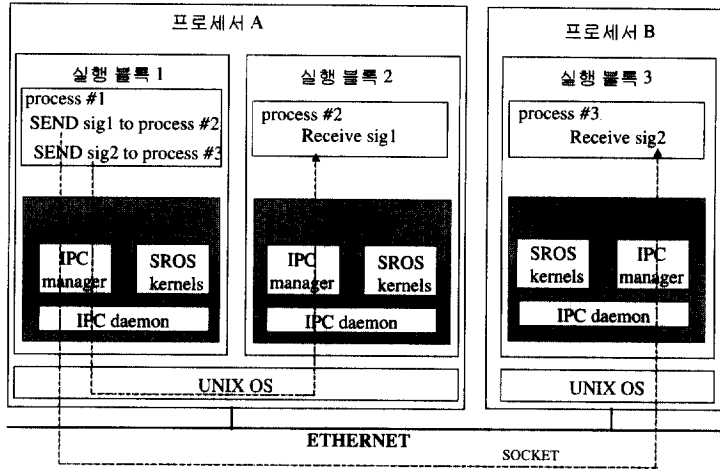 프로세서 A
실행 블록 1
process #1
SEND sig1 to process #2
SEND sig2 to process #3
IPC manager
SROS kernels
IPC daemon
실행 블록 2
process #2
Receive sig1
IPC manager
SROS kernels
IPC daemon
UNIX OS
프로세서 B
실행 블록 3
process #3
Receive sig2
SROS kernels
IPC manager
IPC daemon
UNIX OS
ETHERNET
SOCKET